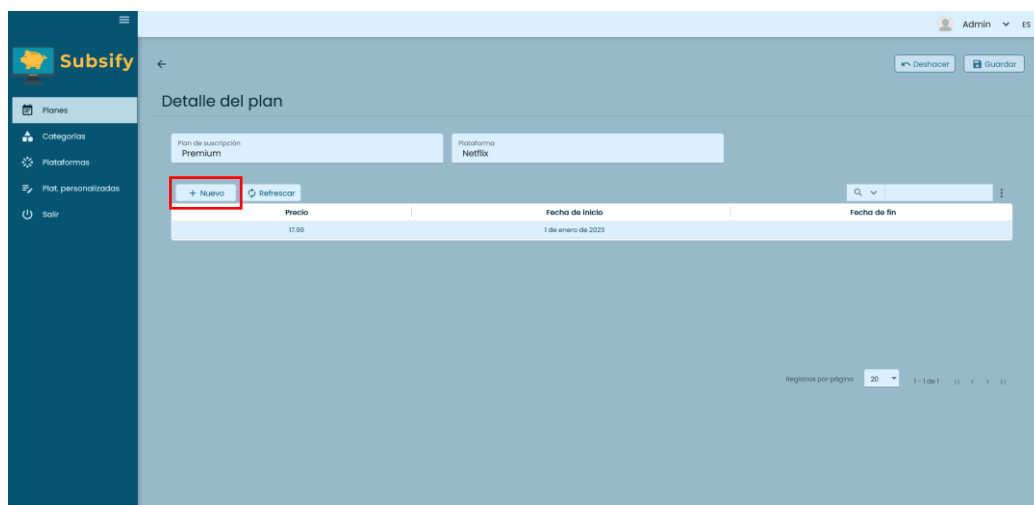 Admin ES
Subsify
Deshacer Guardar
Detalle del plan
Planes
Categorías
Plataformas
Plat. personalizadas
Salir
Plan de suscripción
Premium
Plataforma
Netflix
+ Nuevo Refrescar
Precio Fecha de inicio Fecha de fin
17.99 1 de enero de 2023
Registros por página 20 1 - 1 de 1